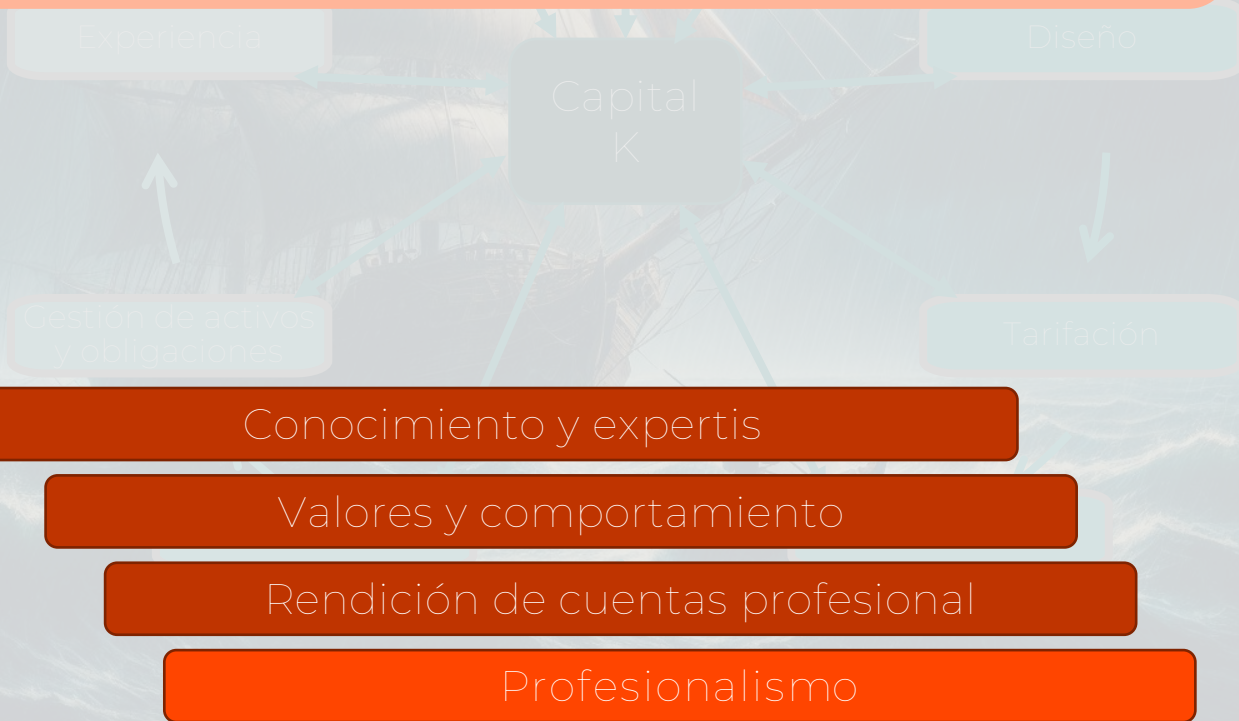 Experiencia
Diseño
Capital
K
Gestión de activos
y obligaciones
Tarifación
Conocimiento y expertis
Valores y comportamiento
Rendición de cuentas profesional
Profesionalismo